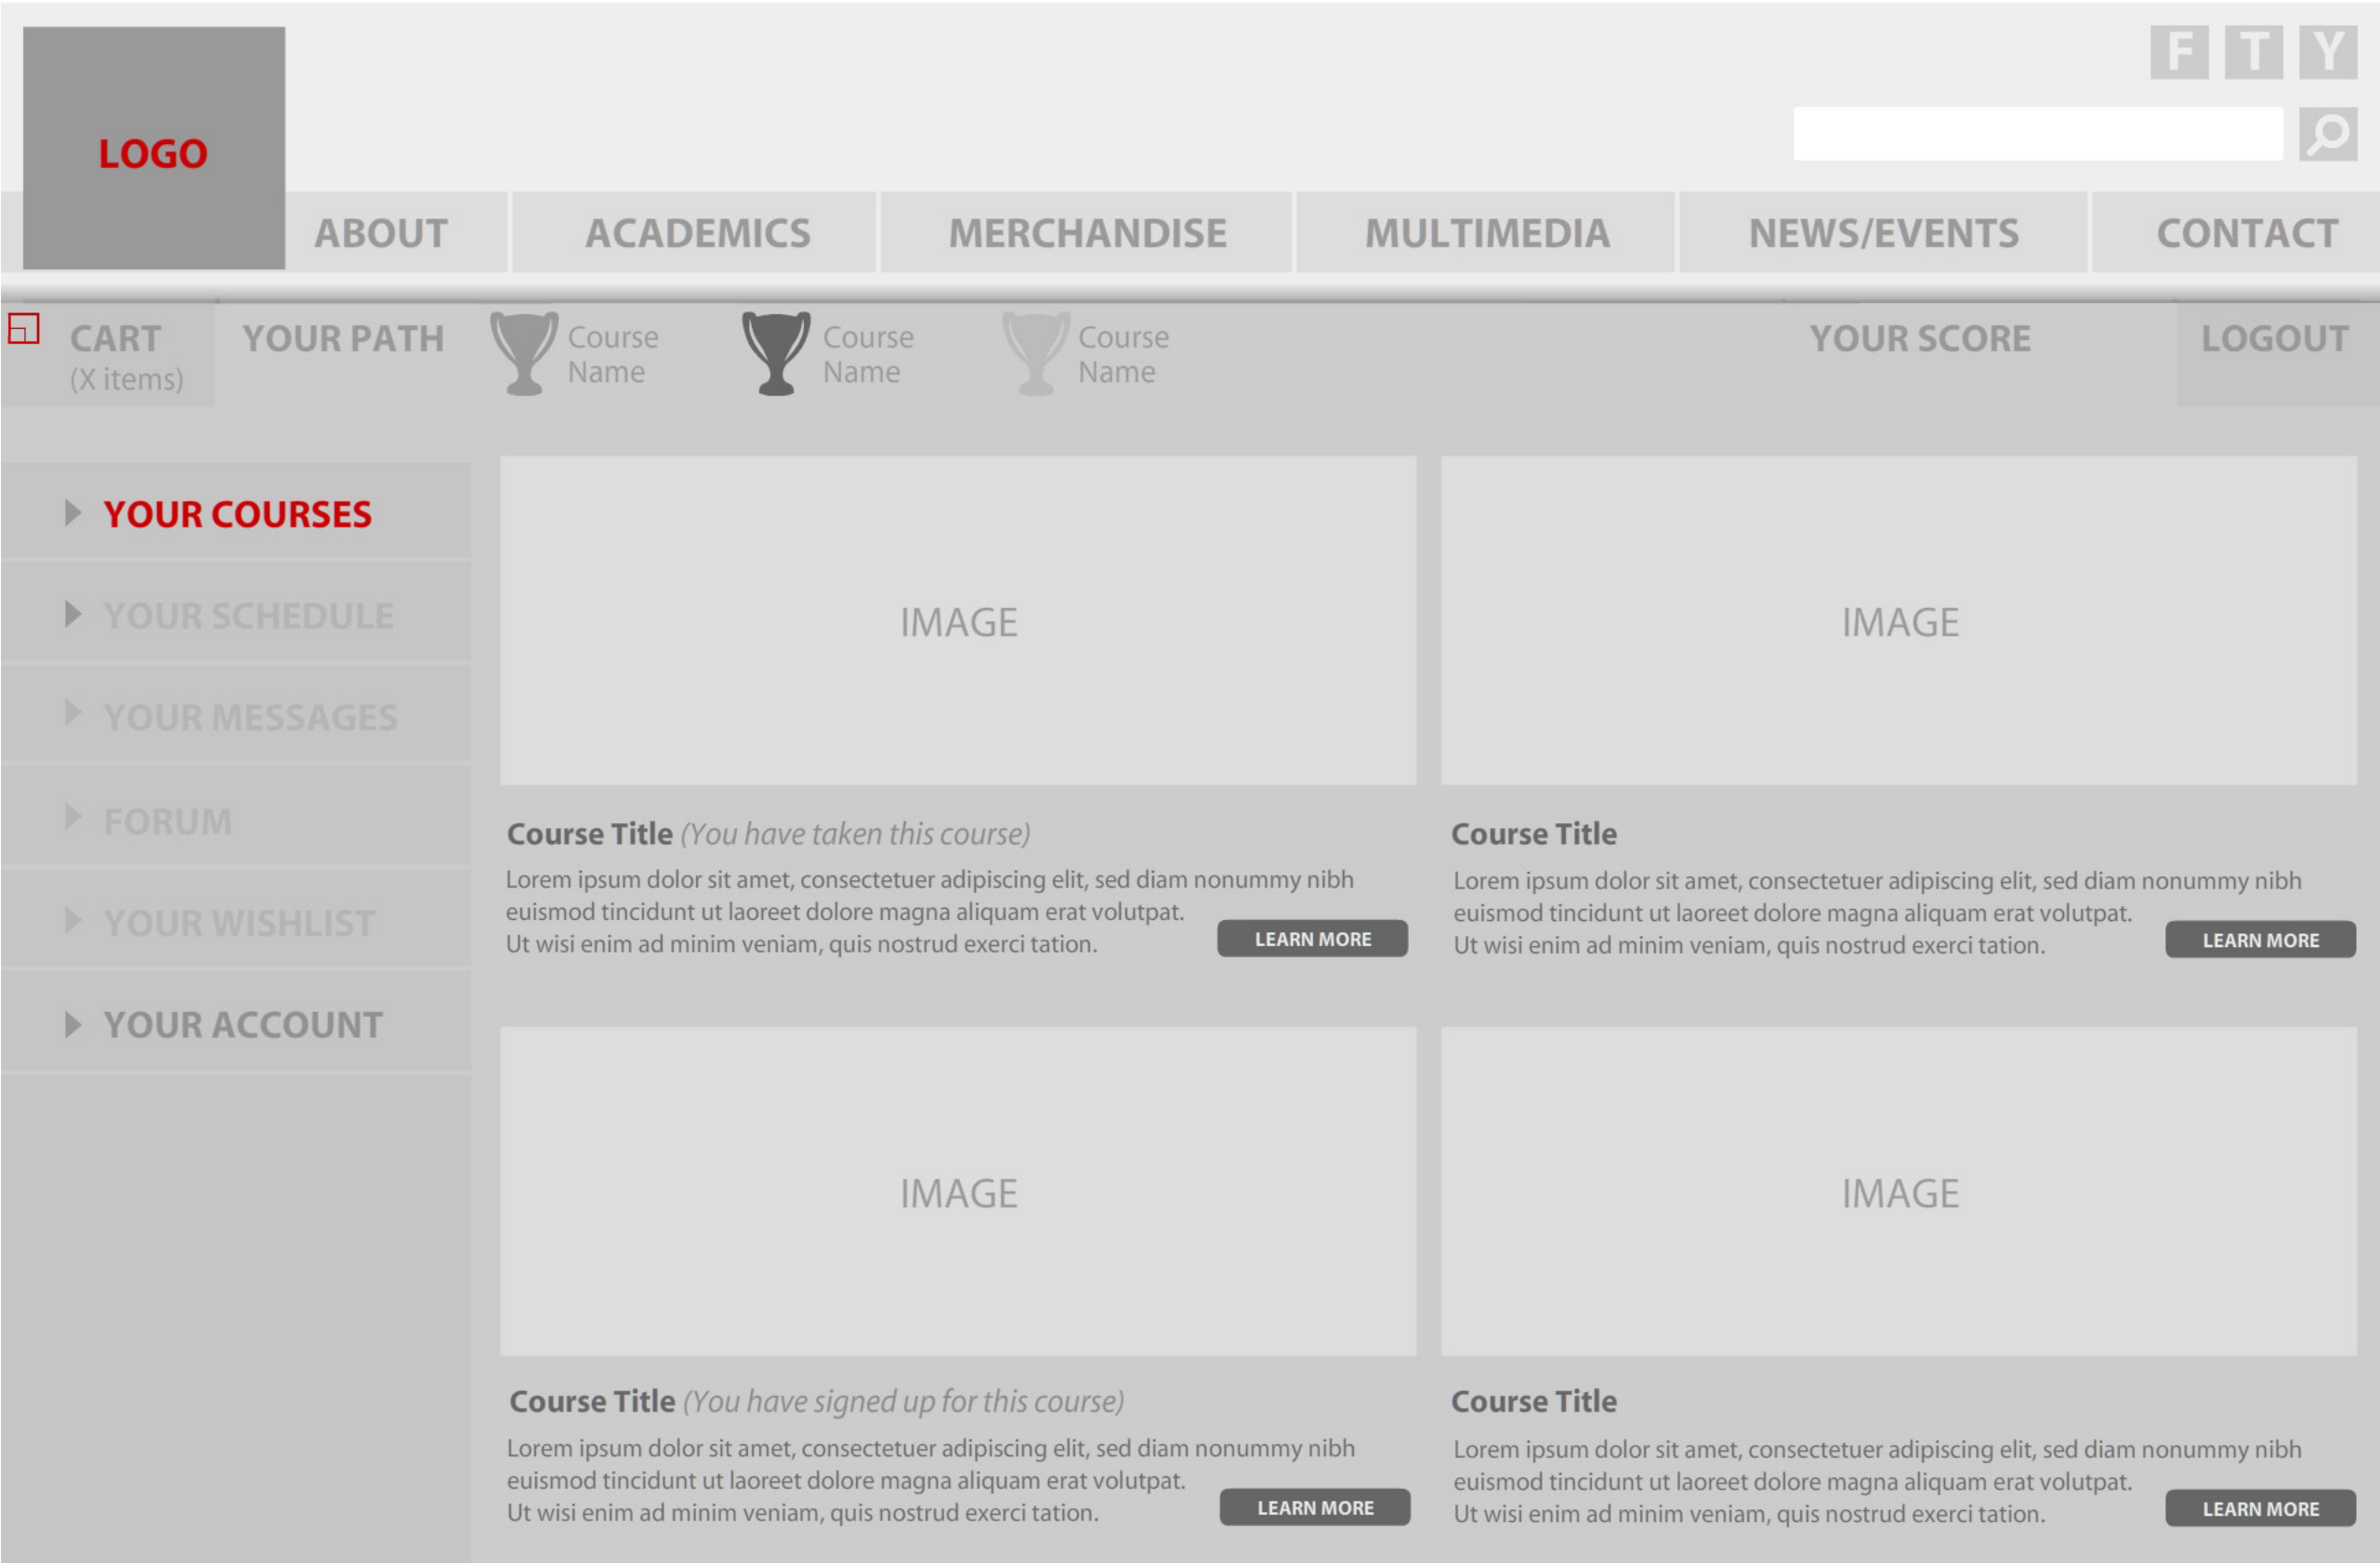 F T Y
LOGO
ABOUT ACADEMICS MERCHANDISE MULTIMEDIA NEWS/EVENTS CONTACT
CART
(X items)
YOUR PATH
Course
Name
Course
Name
Course
Name
YOUR SCORE
LOGOUT
YOUR COURSES
YOUR SCHEDULE
YOUR MESSAGES
FORUM
YOUR WISHLIST
YOUR ACCOUNT
IMAGE
Course Title (You have taken this course)
Lorem ipsum dolor sit amet, consectetuer adipiscing elit, sed diam nonummy nibh
euismod tincidunt ut laoreet dolore magna aliquam erat volutpat.
Ut wisi enim ad minim veniam, quis nostrud exerci tation.
LEARN MORE
IMAGE
Course Title
Lorem ipsum dolor sit amet, consectetuer adipiscing elit, sed diam nonummy nibh
euismod tincidunt ut laoreet dolore magna aliquam erat volutpat.
Ut wisi enim ad minim veniam, quis nostrud exerci tation.
LEARN MORE
IMAGE
Course Title (You have signed up for this course)
Lorem ipsum dolor sit amet, consectetuer adipiscing elit, sed diam nonummy nibh
euismod tincidunt ut laoreet dolore magna aliquam erat volutpat.
Ut wisi enim ad minim veniam, quis nostrud exerci tation.
LEARN MORE
IMAGE
Course Title
Lorem ipsum dolor sit amet, consectetuer adipiscing elit, sed diam nonummy nibh
euismod tincidunt ut laoreet dolore magna aliquam erat volutpat.
Ut wisi enim ad minim veniam, quis nostrud exerci tation.
LEARN MORE